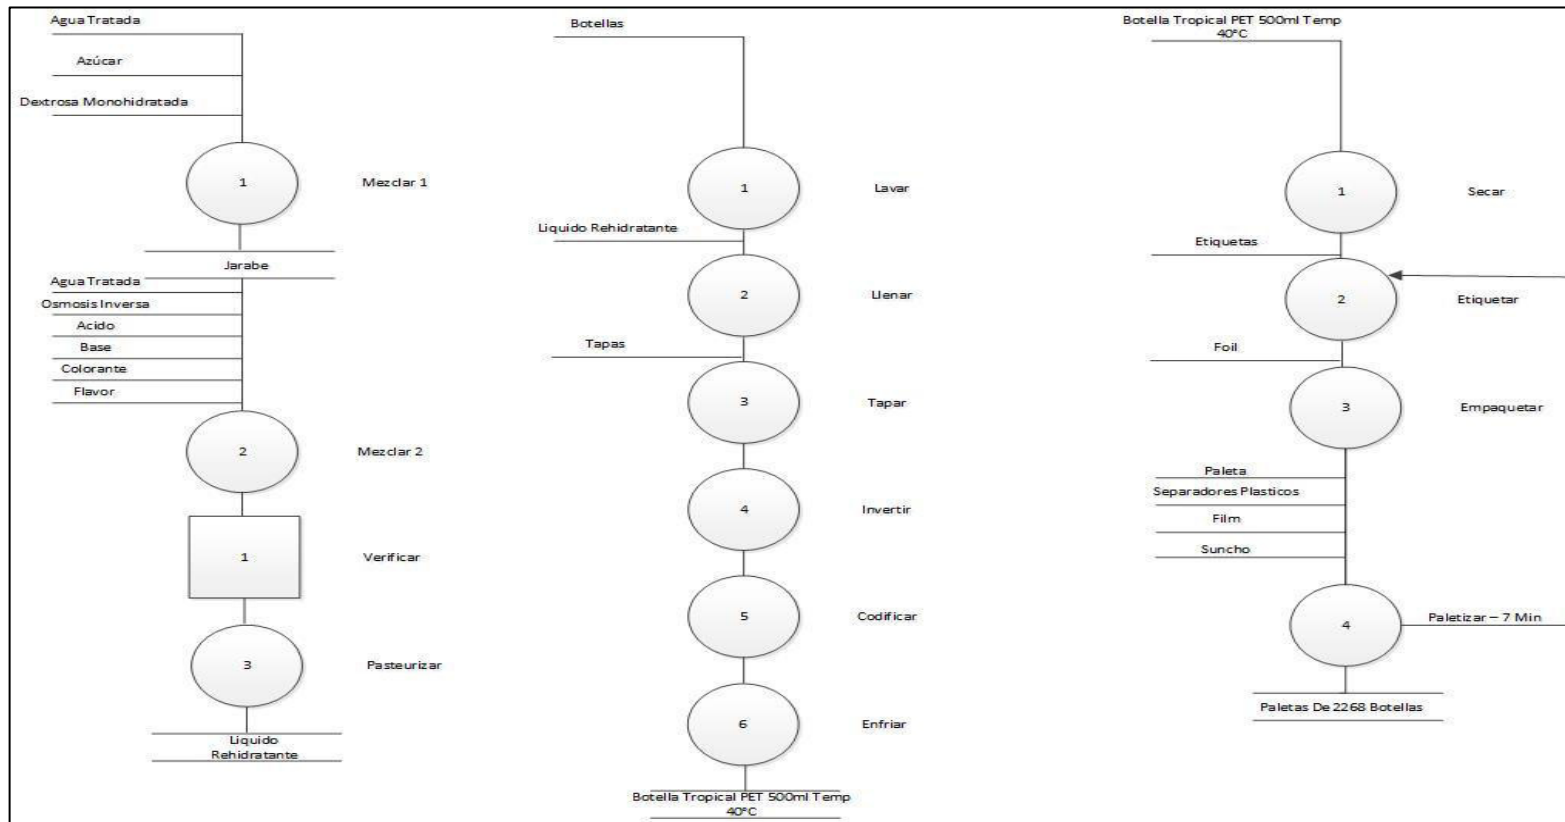 Agua Tratada
Azúcar
Dextrosa Monohidratada
1
Mezclar 1
Jarabe
Agua Tratada
Osmosis Inversa
Acido
Base
Colorante
Flavor
2
Mezclar 2
1
Verificar
3
Pasteurizar
Liquido
Rehidratante
Botellas
1
Lavar
Liquido Rehidratante
2
Llenar
Tapas
3
Tapar
4
Invertir
5
Codificar
6
Enfriar
Botella Tropical PET 500ml Temp
40°C
Botella Tropical PET 500ml Temp
40°C
1
Secar
Etiquetas
2
Etiquetar
Foil
3
Empaquetar
Paleta
Separadores Plasticos
Film
Suncho
4
Paletizar – 7 Min
Paletas De 2268 Botellas